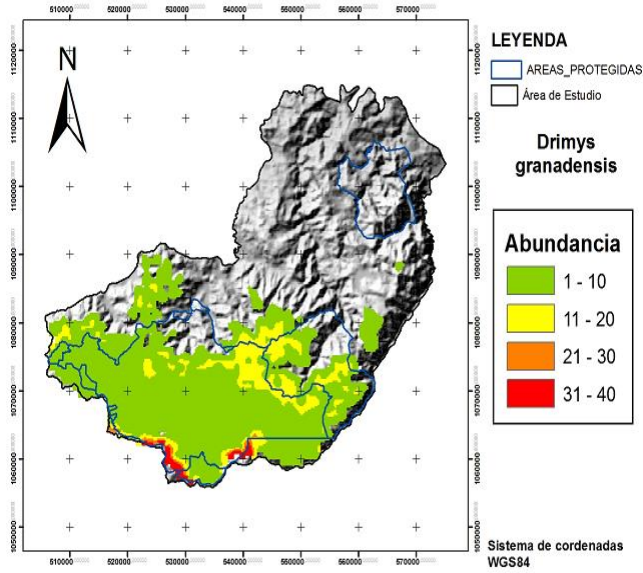 510000 520000 530000 540000 550000 560000 570000
1120000
1110000
1100000
1090000
1080000
1070000
1060000
1050000
N
1120000
1110000
1100000
1090000
1080000
1070000
1060000
1050000
510000 520000 530000 540000 550000 560000 570000
LEYENDA
AREAS_PROTEGIDAS
Área de Estudio
Drimys
granadensis
Abundancia
1 - 10
11 - 20
21 - 30
31 - 40
Sistema de cordenadas
WGS84